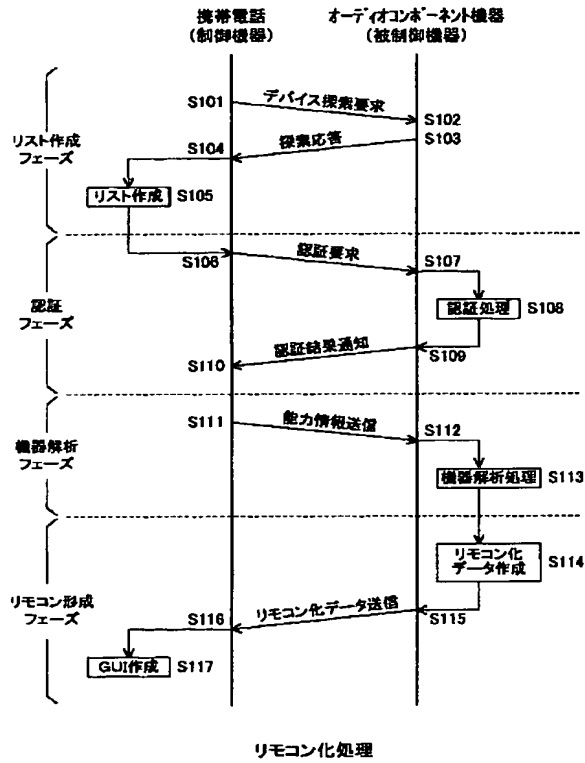 携帯電話
(制御機器)
オーディオコンポーネント機器
(被制御機器)
リスト作成
フェーズ
S101
デバイス探索要求
S102
S103
探索応答
S104
リスト作成
S105
認証
フェーズ
S106
認証要求
S107
認証処理
S108
S109
認証結果通知
S110
機器解析
フェーズ
S111
能力情報送信
S112
機器解析処理
S113
リモコン形成
フェーズ
リモコン化
データ作成
S114
S115
リモコン化データ送信
S116
GUI作成
S117
リモコン化処理